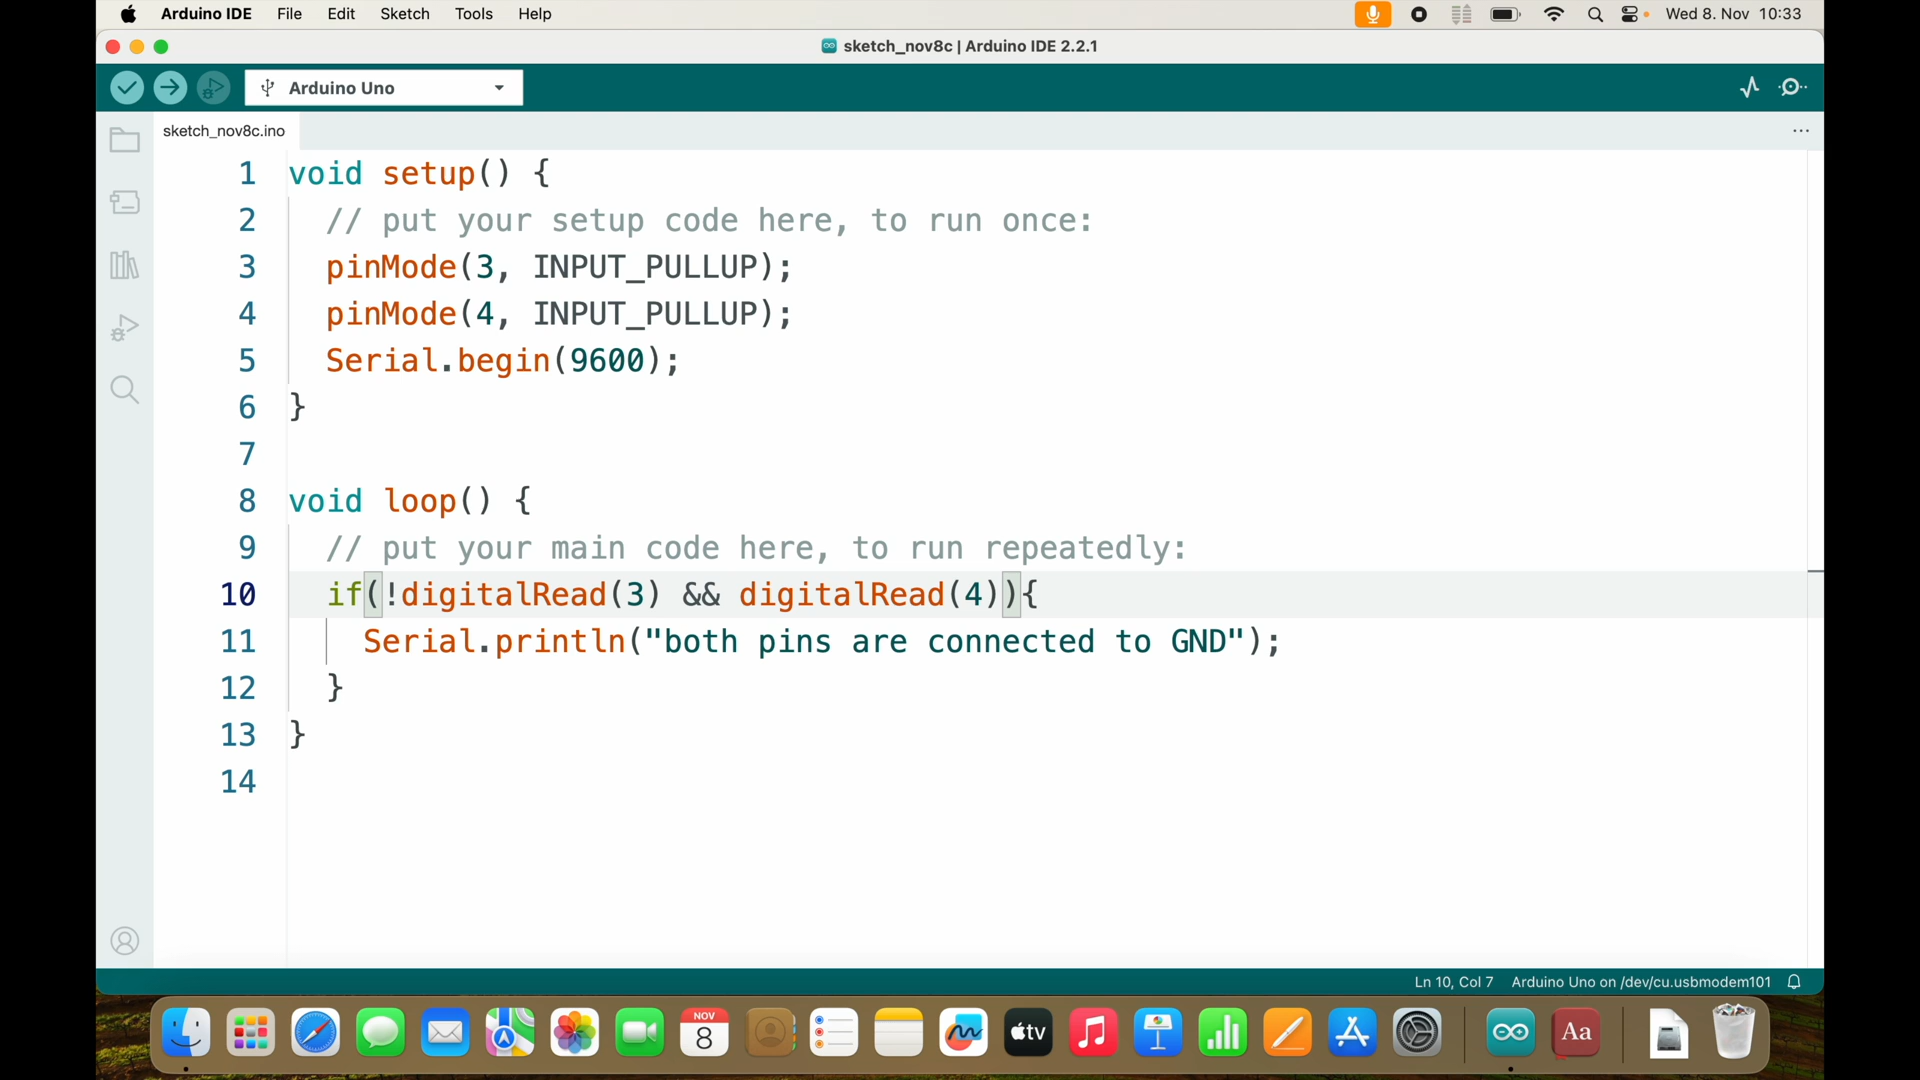 Arduino IDE File Edit Sketch Tools Help Wed 8. Nov 10:33
sketch_nov8c | Arduino IDE 2.2.1
Arduino Uno
sketch_nov8c.ino
1 void setup() {
2 // put your setup code here, to run once:
3 pinMode(3, INPUT_PULLUP);
4 pinMode(4, INPUT_PULLUP);
5 Serial.begin(9600);
6 }
7
8 void loop() {
9 // put your main code here, to run repeatedly:
10 if(!digitalRead(3) && digitalRead(4)){
11 Serial.println("both pins are connected to GND");
12 }
13 }
14
Ln 10, Col 7 Arduino Uno on /dev/cu.usbmodem101
NOV
8
tv
Aa